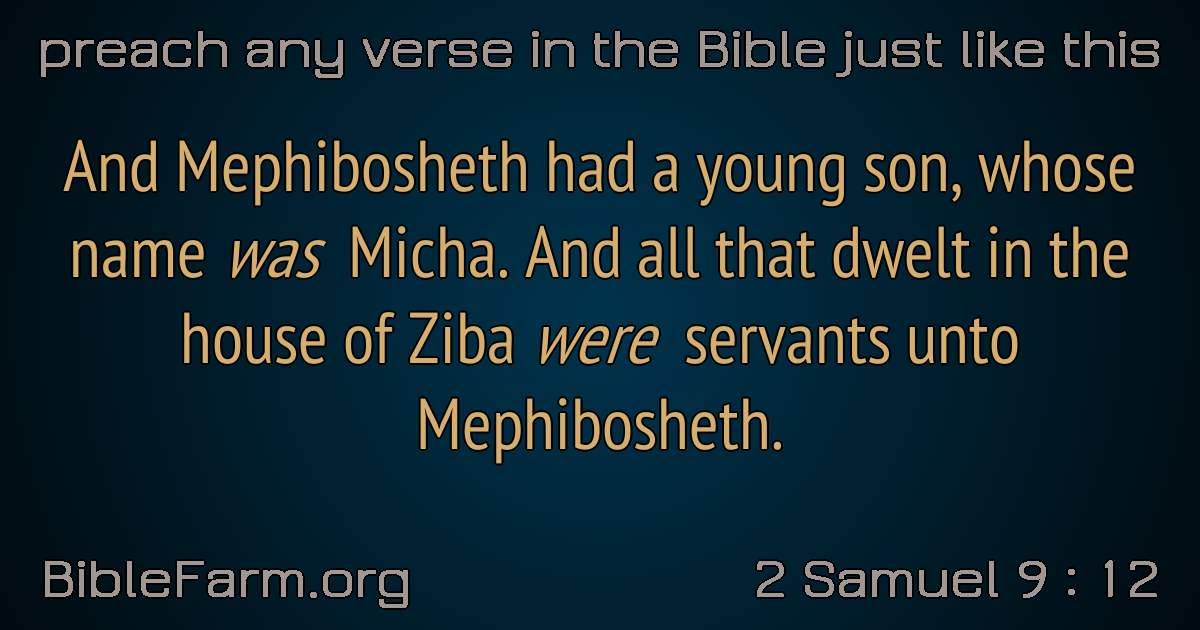 preach any verse in the Bible just like this
And Mephibosheth had a young son, whose
name was Micha. And all that dwelt in the
house of Ziba were servants unto
Mephibosheth.
BibleFarm.org
2 Samuel 9 : 12